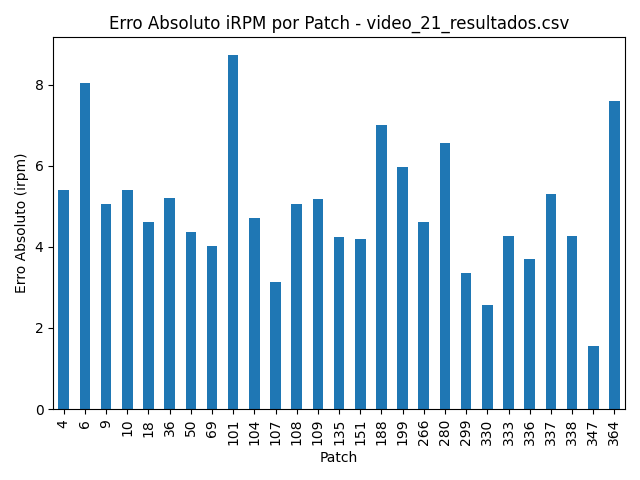 Erro Absoluto iRPM por Patch - video_21_resultados.csv
Erro Absoluto (irpm)
8
6
4
2
0
4 6 9 10 18 36 50 69 101 104 107 108 109 135 151 188 199 266 280 299 330 333 336 337 338 347 364
Patch